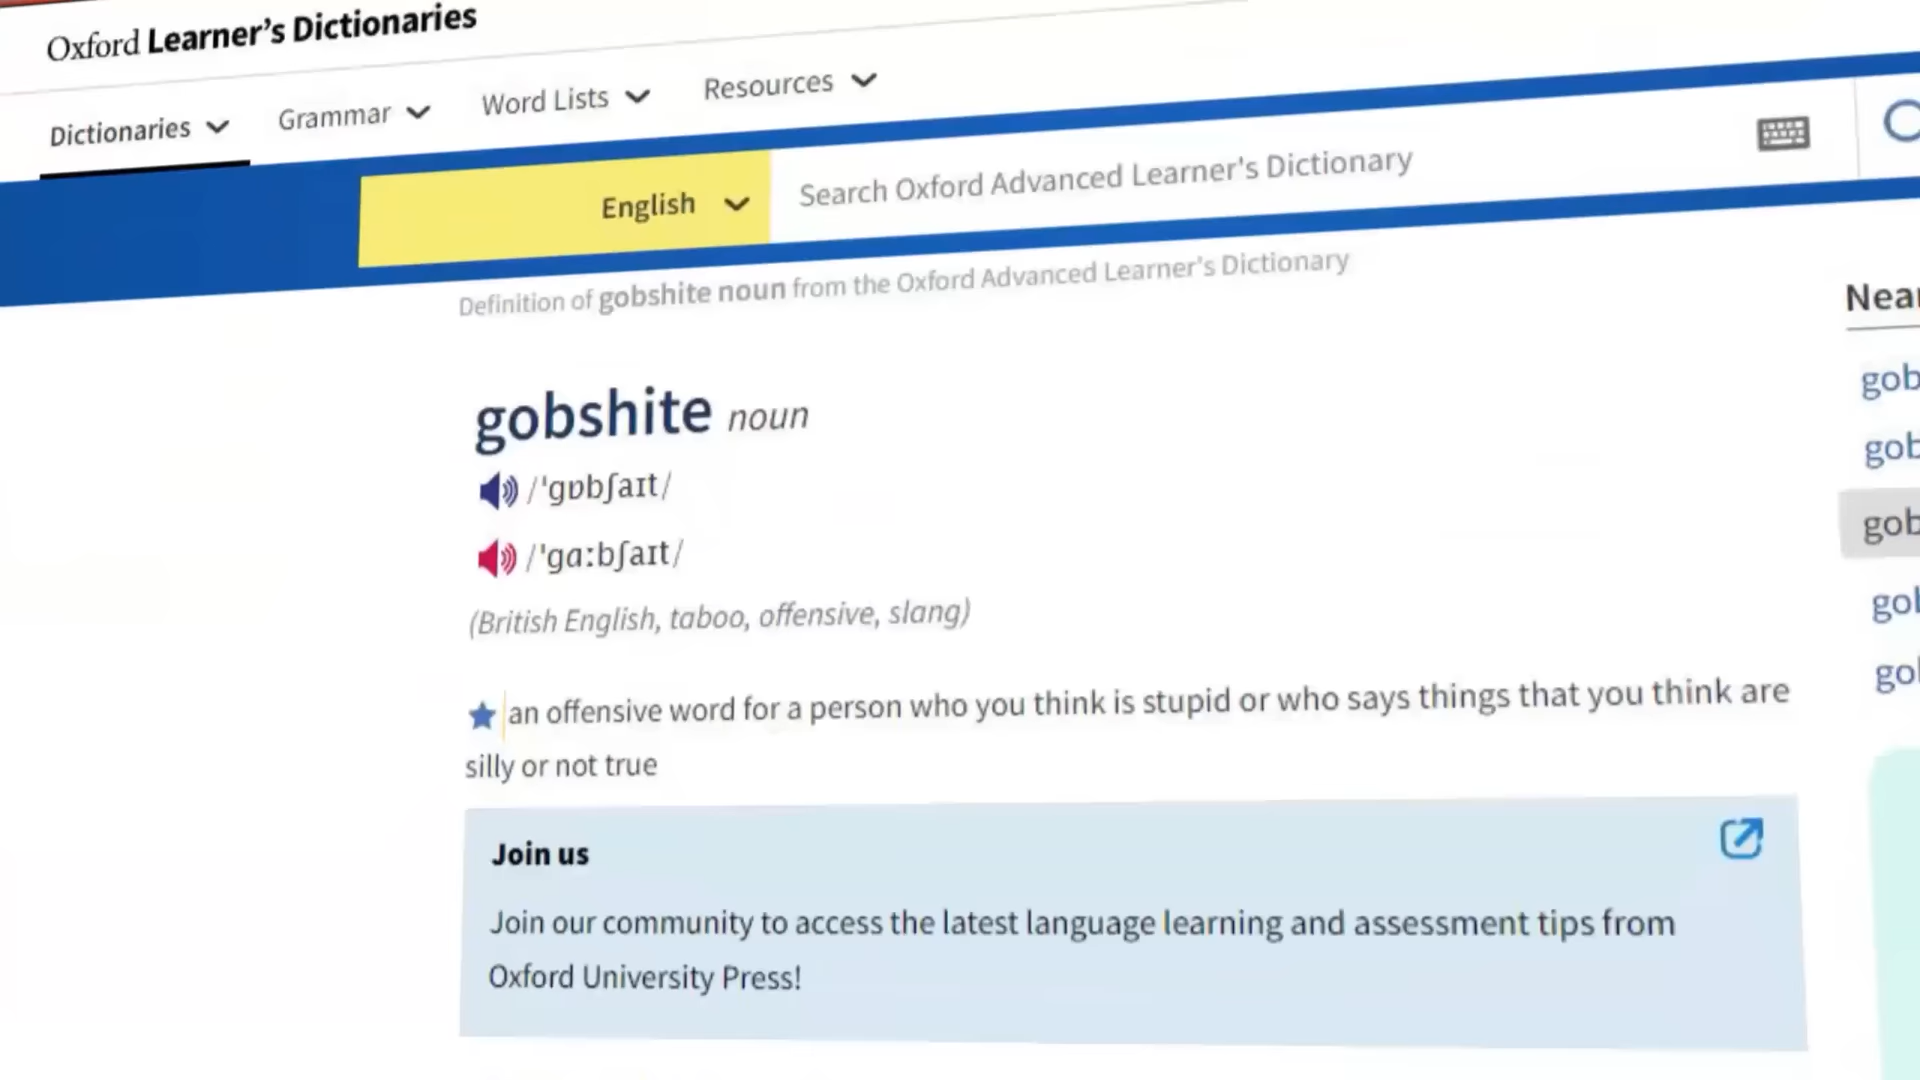 Oxford Learner's Dictionaries
Dictionaries
Grammar
Word Lists
Resources
English
Search Oxford Advanced Learner's Dictionary
Definition of gobshite noun from the Oxford Advanced Learner's Dictionary
gobshite noun
/ˈɡɒbʃaɪt/
/ˈɡɑːbʃaɪt/
(British English, taboo, offensive, slang)
an offensive word for a person who you think is stupid or who says things that you think are
silly or not true
Join us
Join our community to access the latest language learning and assessment tips from
Oxford University Press!